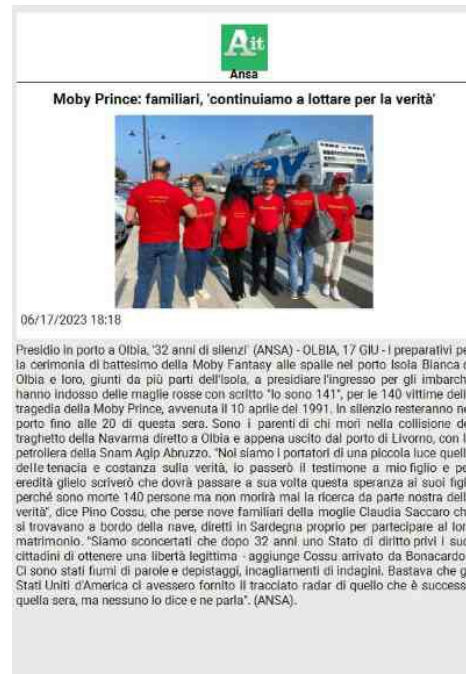 Ait
Ansa
Moby Prince: familiari, 'continuiamo a lottare per la verità'
MOBY
06/17/2023 18:18
Presidio in porto a Olbia, '32 anni di silenzi' (ANSA) - OLBIA, 17 GIU - I preparativi pe
la cerimonia di battesimo della Moby Fantasy alle spalle nel porto Isola Bianca d
Olbia e loro, giunti da più parti dell'Isola, a presidiare l'ingresso per gli imbarch
hanno indosso delle maglie rosse con scritto "Io sono 141", per le 140 vittime dell
tragedia della Moby Prince, avvenuta il 10 aprile del 1991. In silenzio resteranno ne
porto fino alle 20 di questa sera. Sono i parenti di chi morì nella collisione de
traghetto della Navarma diretto a Olbia e appena uscito dal porto di Livorno, con l
petroliera della Snam Agip Abruzzo. "Noi siamo i portatori di una piccola luce quell
delle tenacia e costanza sulla verità, io passerò il testimone a mio figlio e pe
eredità glielo scriverò che dovrà passare a sua volta questa speranza ai suoi figl
perché sono morte 140 persone ma non morirà mai la ricerca da parte nostra dell
verità", dice Pino Cossu, che perse nove familiari della moglie Claudia Saccaro ch
si trovavano a bordo della nave, diretti in Sardegna proprio per partecipare al lor
matrimonio. "Siamo sconcertati che dopo 32 anni uno Stato di diritto privi i suo
cittadini di ottenere una libertà legittima - aggiunge Cossu arrivato da Bonacardo-
Ci sono stati fiumi di parole e depistaggi, incagliamenti di indagini. Bastava che g
Stati Uniti d'America ci avessero fornito il tracciato radar di quello che è success
quella sera, ma nessuno lo dice e ne parla". (ANSA).